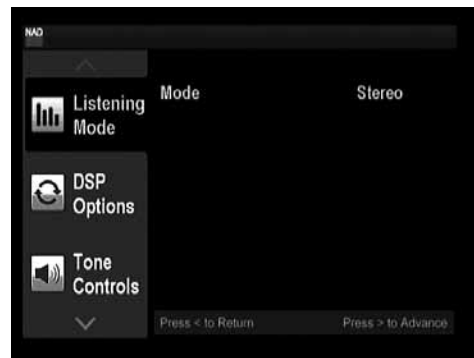 NAD
Listening
Mode
Mode Stereo
DSP
Options
Tone
Controls
Press < to Return Press > to Advance